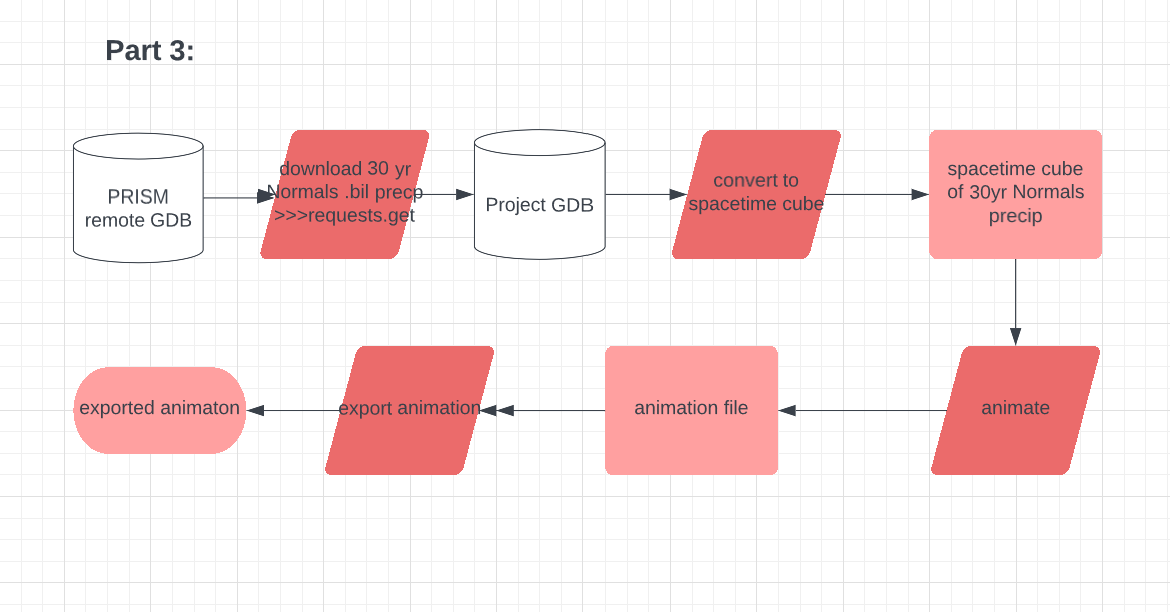 Part 3:
PRISM
remote GDB
download 30 yr
Normals .bil precp
>>>requests.get
Project GDB
convert to
spacetime cube
spacetime cube
of 30yr Normals
precip
exported animaton
export animation
animation file
animate